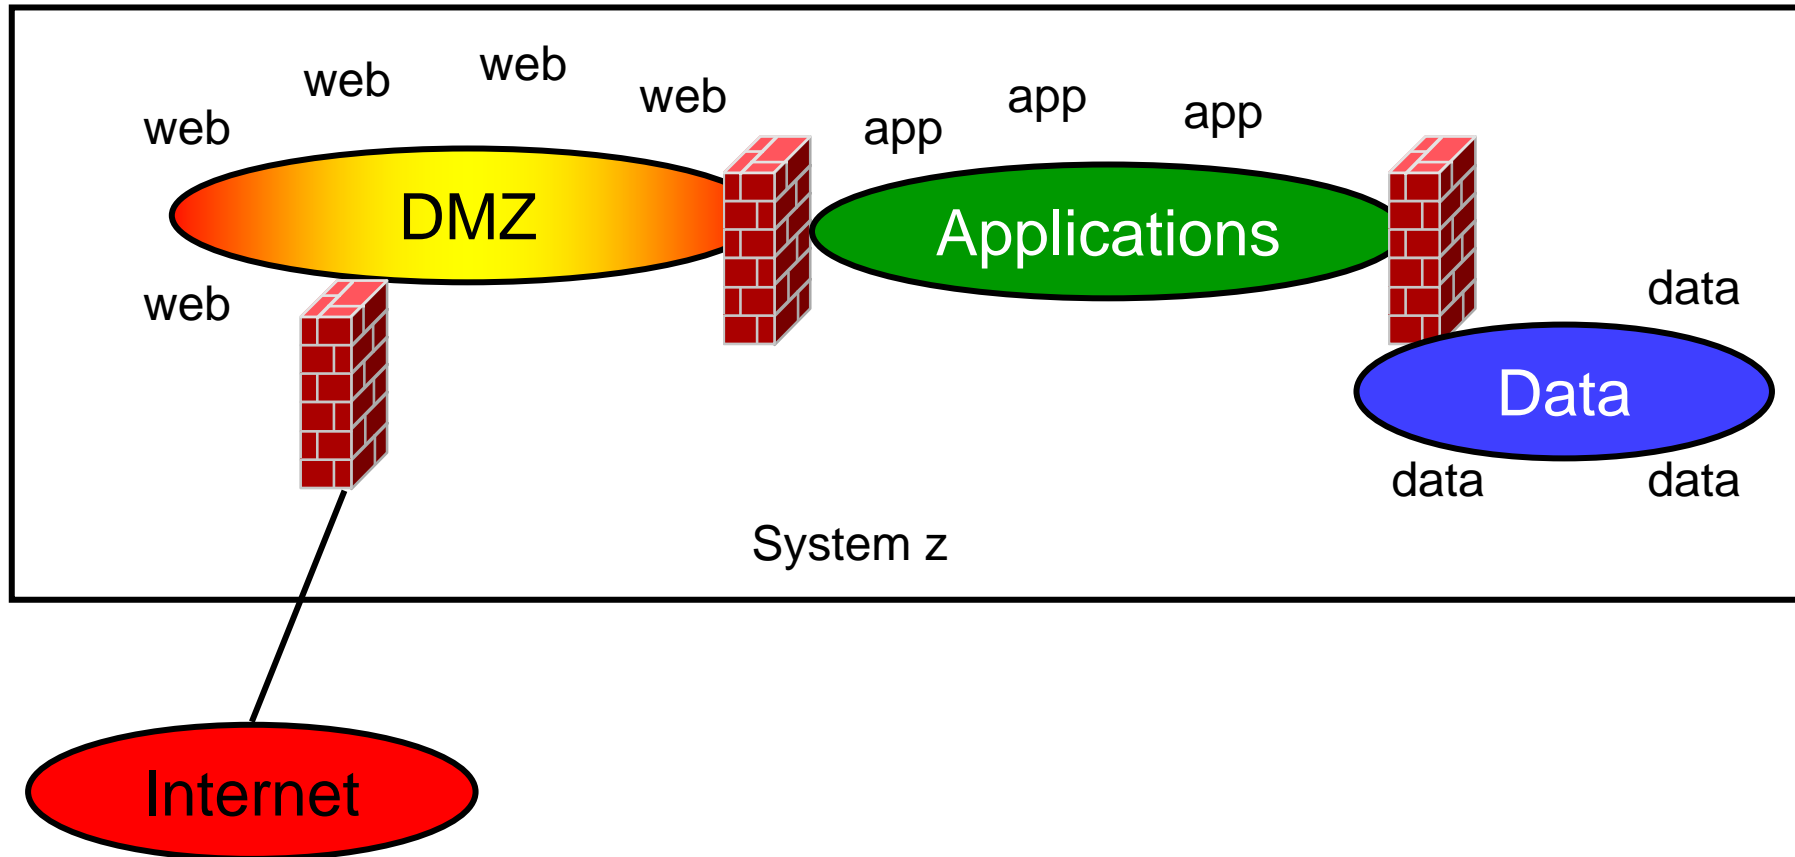 web
web
web
web
app
app
app
DMZ
Applications
web
data
Data
data
data
System z
Internet